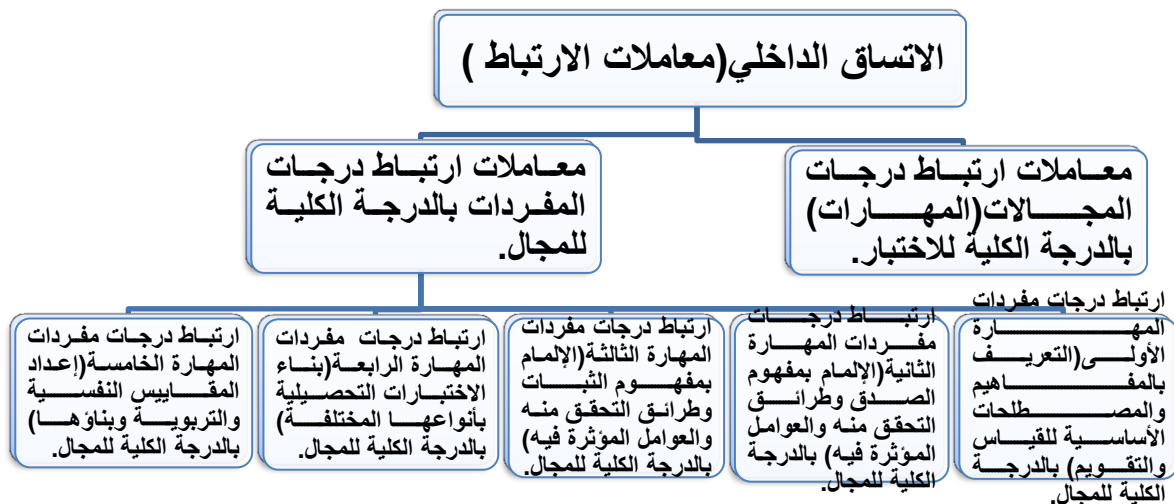 الاتساق الداخلي(معاملات الارتباط )
معاملات ارتباط درجات
المجالات(المهارات)
بالدرجة الكلية للاختبار.
معاملات ارتباط درجات
المفردات بالدرجة الكلية
للمجال.
ارتباط درجات مفردات
المهارة
الأولى(التعريف
بالمفاهيم
والمصطلحات
الأساسية للقياس
والتقويم) بالدرجة
الكلية للمجال.
ارتباط درجات
مفردات المهارة
الثانية(الإلمام بمفهوم
الصدق وطرائق
التحقق منه والعوامل
المؤثرة فيه) بالدرجة
الكلية للمجال.
ارتباط درجات مفردات
المهارة الثالثة(الإلمام
بمفهوم الثبات
وطرائق التحقق منه
والعوامل المؤثرة فيه)
بالدرجة الكلية للمجال.
ارتباط درجات مفردات
المهارة الرابعة(بناء
الاختبارات التحصيلية
بأنواعها المختلفة)
بالدرجة الكلية للمجال.
ارتباط درجات مفردات
المهارة الخامسة(إعداد
المقاييس النفسية
والتربوية وبناؤها)
بالدرجة الكلية للمجال.